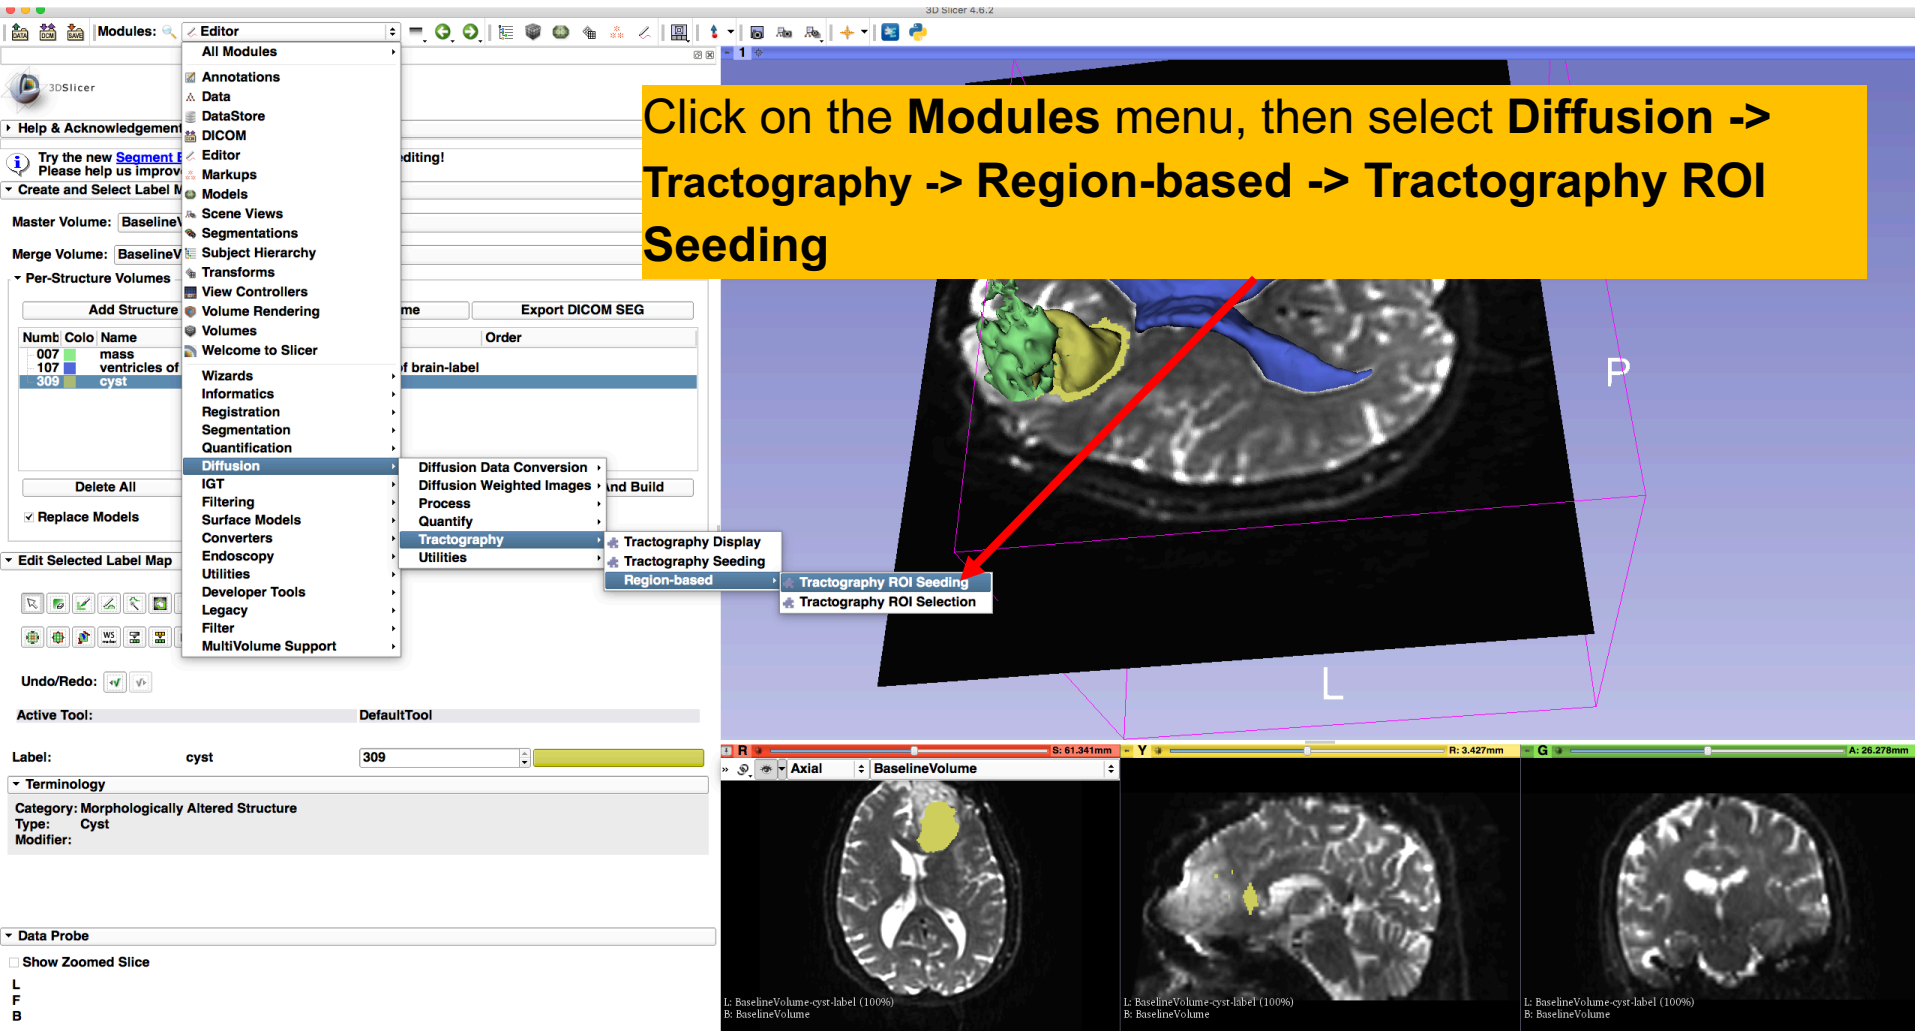 3D Slicer 4.6.2
DATA DCM SAVE Modules: Editor
All Modules
1
Annotations
Data
DataStore
DICOM
Editor
Markups
Models
Scene Views
Segmentations
Subject Hierarchy
Transforms
View Controllers
Volume Rendering
Volumes
Welcome to Slicer
Wizards
Informatics
Registration
Segmentation
Quantification
Diffusion
IGT
Filtering
Surface Models
Converters
Endoscopy
Utilities
Developer Tools
Legacy
Filter
MultiVolume Support
Diffusion Data Conversion
Diffusion Weighted Images
Process
Quantify
Tractography
Utilities
Tractography Display
Tractography Seeding
Region-based
Tractography ROI Seeding
Tractography ROI Selection
Click on the Modules menu, then select Diffusion ->
Tractography -> Region-based -> Tractography ROI
Seeding
3DSlicer
Help & Acknowledgement
Try the new Segment E editing!
Please help us improv
Create and Select Label M
Master Volume: BaselineV
Merge Volume: BaselineV
Per-Structure Volumes
Add Structure me Export DICOM SEG
Numb Colo Name Order
007 mass
107 ventricles of f brain-label
309 cyst
Delete All And Build
Replace Models
Edit Selected Label Map
WS
Undo/Redo:
Active Tool: DefaultTool
Label: cyst 309
Terminology
Category: Morphologically Altered Structure
Type: Cyst
Modifier:
Data Probe
Show Zoomed Slice
L
F
B
P
L
R S: 61.341mm
Axial BaselineVolume
L: BaselineVolume-cyst-label (100%)
B: BaselineVolume
Y R: 3.427mm
L: BaselineVolume-cyst-label (100%)
B: BaselineVolume
G A: 26.278mm
L: BaselineVolume-cyst-label (100%)
B: BaselineVolume